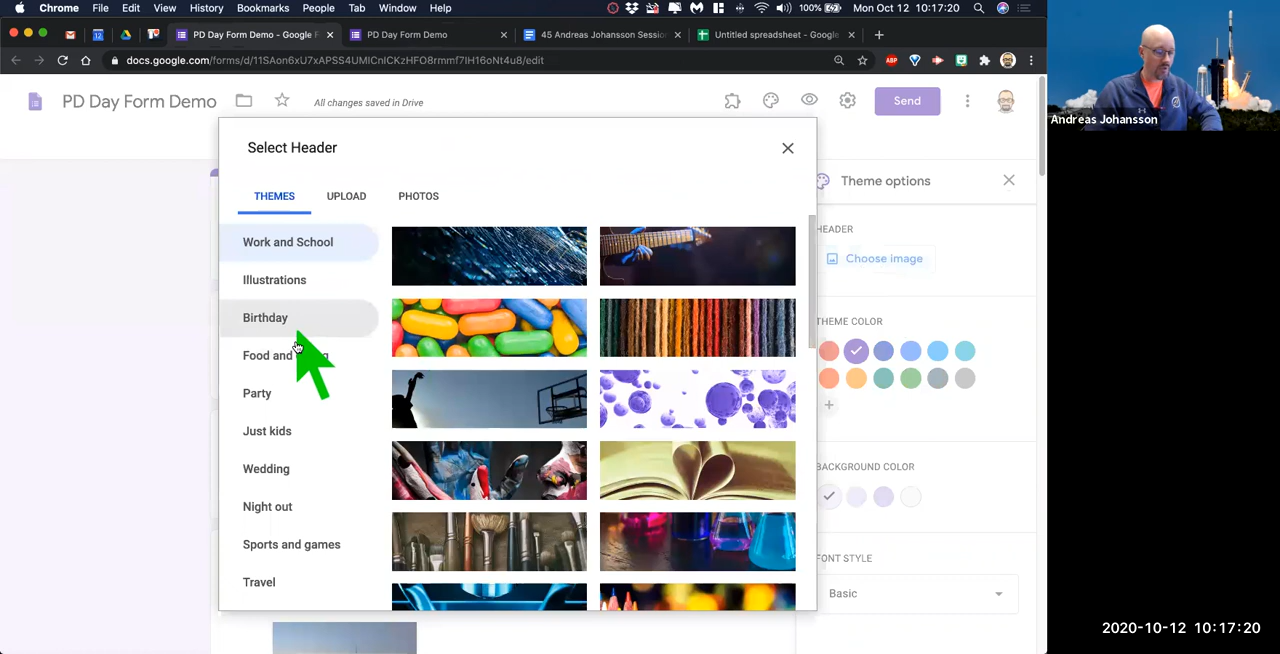 Chrome File Edit View History Bookmarks People Tab Window Help 100% Mon Oct 12 10:17:20
PD Day Form Demo - Google F PD Day Form Demo 45 Andreas Johansson Sessio Untitled spreadsheet - Google
docs.google.com/forms/d/11SAon6xU7xAPSS4UMICnICKzHFO8rmmf7IH16oNt4u8/edit ABP
PD Day Form Demo All changes saved in Drive Send
Andreas Johansson
Select Header
Theme options
THEMES UPLOAD PHOTOS
HEADER
Work and School
Choose image
Illustrations
Birthday
THEME COLOR
Food and
Party
Just kids
Wedding
BACKGROUND COLOR
Night out
Sports and games
FONT STYLE
Travel
Basic
2020-10-12 10:17:20